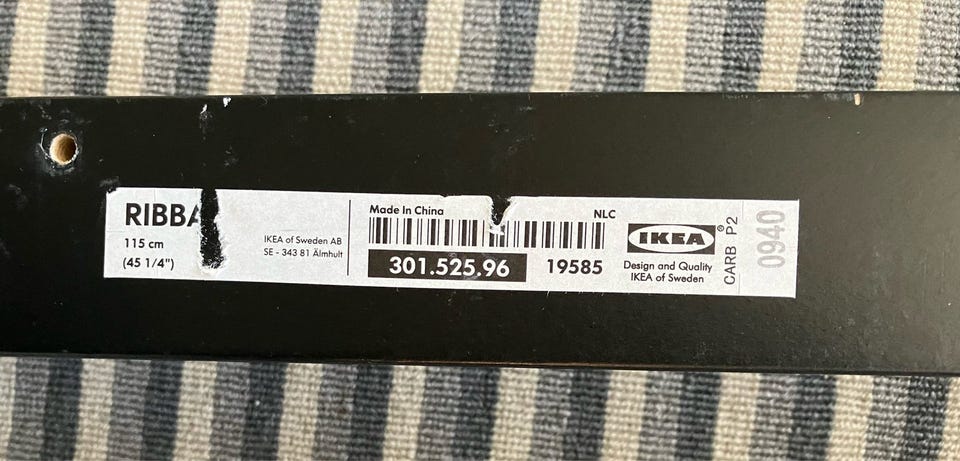 RIBBA
115 cm
(45 1/4")
IKEA of Sweden AB
SE - 343 81 Älmhult
Made In China
NLC
301.525.96
19585
IKEA®
Design and Quality
IKEA of Sweden
CARB P2
0940